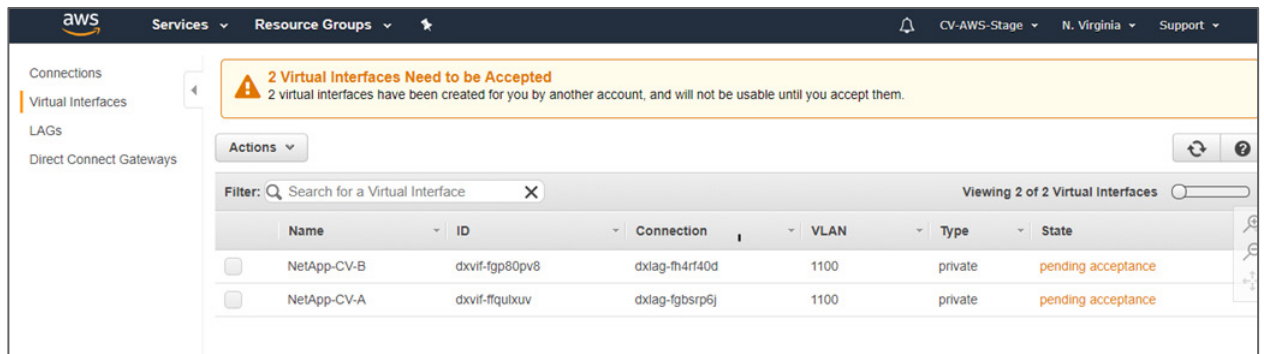 aws Services Resource Groups CV-AWS-Stage N. Virginia Support
Connections
Virtual Interfaces
LAGs
Direct Connect Gateways
2 Virtual Interfaces Need to be Accepted
2 virtual interfaces have been created for you by another account, and will not be usable until you accept them.
Actions
Filter: Search for a Virtual Interface Viewing 2 of 2 Virtual Interfaces
Name ID Connection VLAN Type State
NetApp-CV-B dxvif-fgp80pv8 dxlag-fh4rf40d 1100 private pending acceptance
NetApp-CV-A dxvif-ffqulxuv dxlag-fgbsrp6j 1100 private pending acceptance